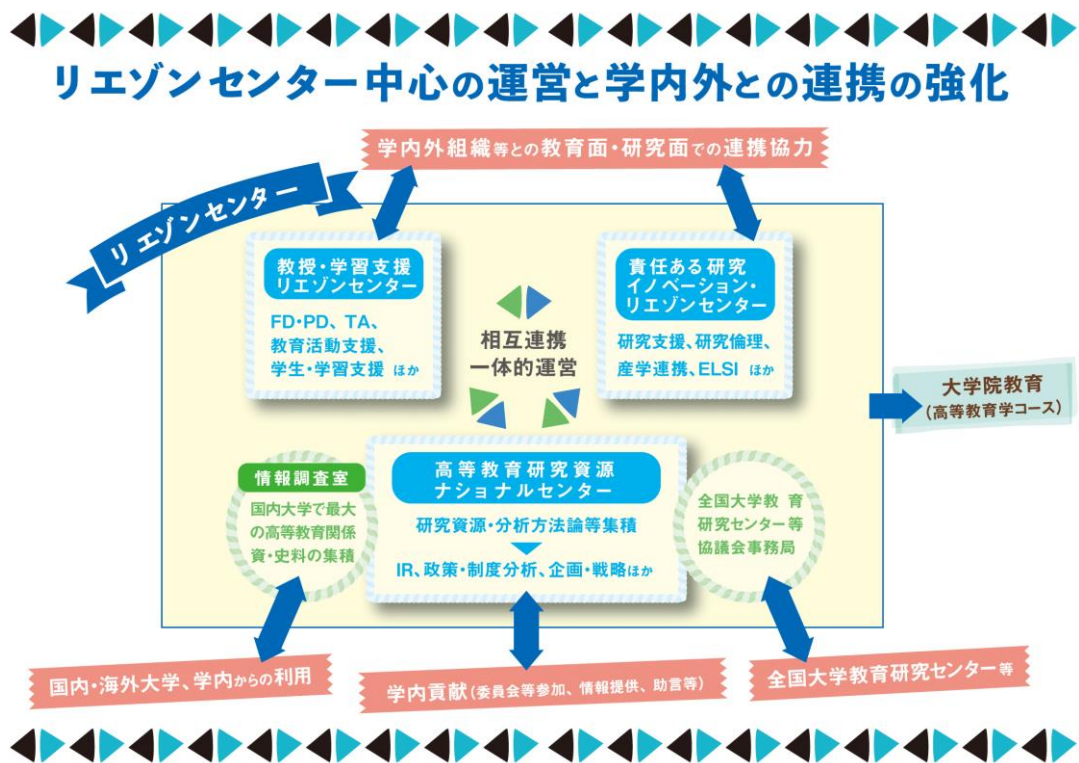 リエゾンセンター中心の運営と学内外との連携の強化
学内外組織等との教育面・研究面での連携協力
リエゾンセンター
教授・学習支援
リエゾンセンター
FD・PD、TA、
教育活動支援、
学生・学習支援 ほか
相互連携
一体的運営
責任ある研究
イノベーション・
リエゾンセンター
研究支援、研究倫理、
産学連携、ELSI ほか
大学院教育
(高等教育学コース)
情報調査室
国内大学で最大
の高等教育関係
資・史料の集積
高等教育研究資源
ナショナルセンター
研究資源・分析方法論等集積
IR、政策・制度分析、企画・戦略ほか
全国大学教 育
研究センター等
協議会事務局
国内・海外大学、学内からの利用
学内貢献(委員会等参加、情報提供、助言等)
全国大学教育研究センター等